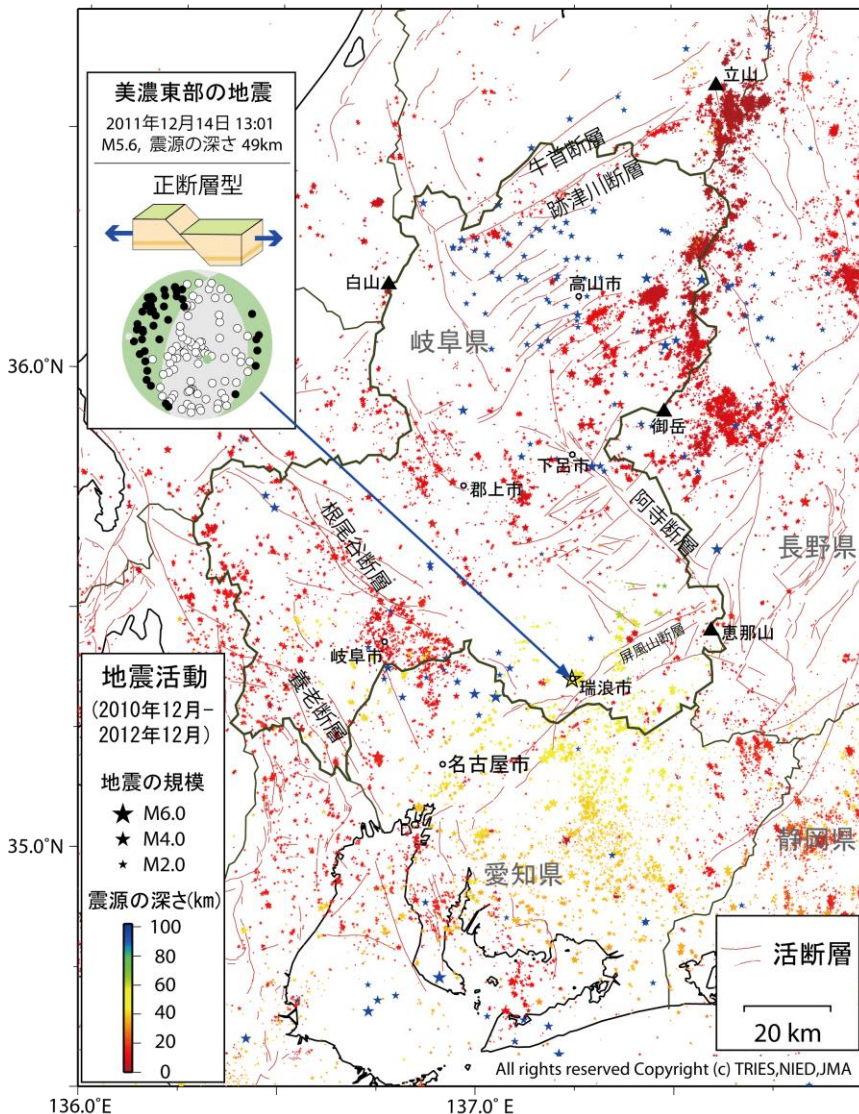 美濃東部の地震
2011年12月14日 13:01
M5.6, 震源の深さ 49km
正断層型
立山
牛首断層
跡津川断層
白山
高山市
岐阜県
36.0°N
御岳
下呂市
郡上市
阿寺断層
長野県
根尾谷断層
恵那山
屏風山断層
岐阜市
瑞浪市
養老断層
地震活動
(2010年12月−
2012年12月)
名古屋市
地震の規模
M6.0
M4.0
M2.0
35.0°N
静岡県
愛知県
震源の深さ(km)
100
80
60
40
20
0
活断層
20 km
All rights reserved Copyright (c) TRIES,NIED,JMA
136.0°E
137.0°E